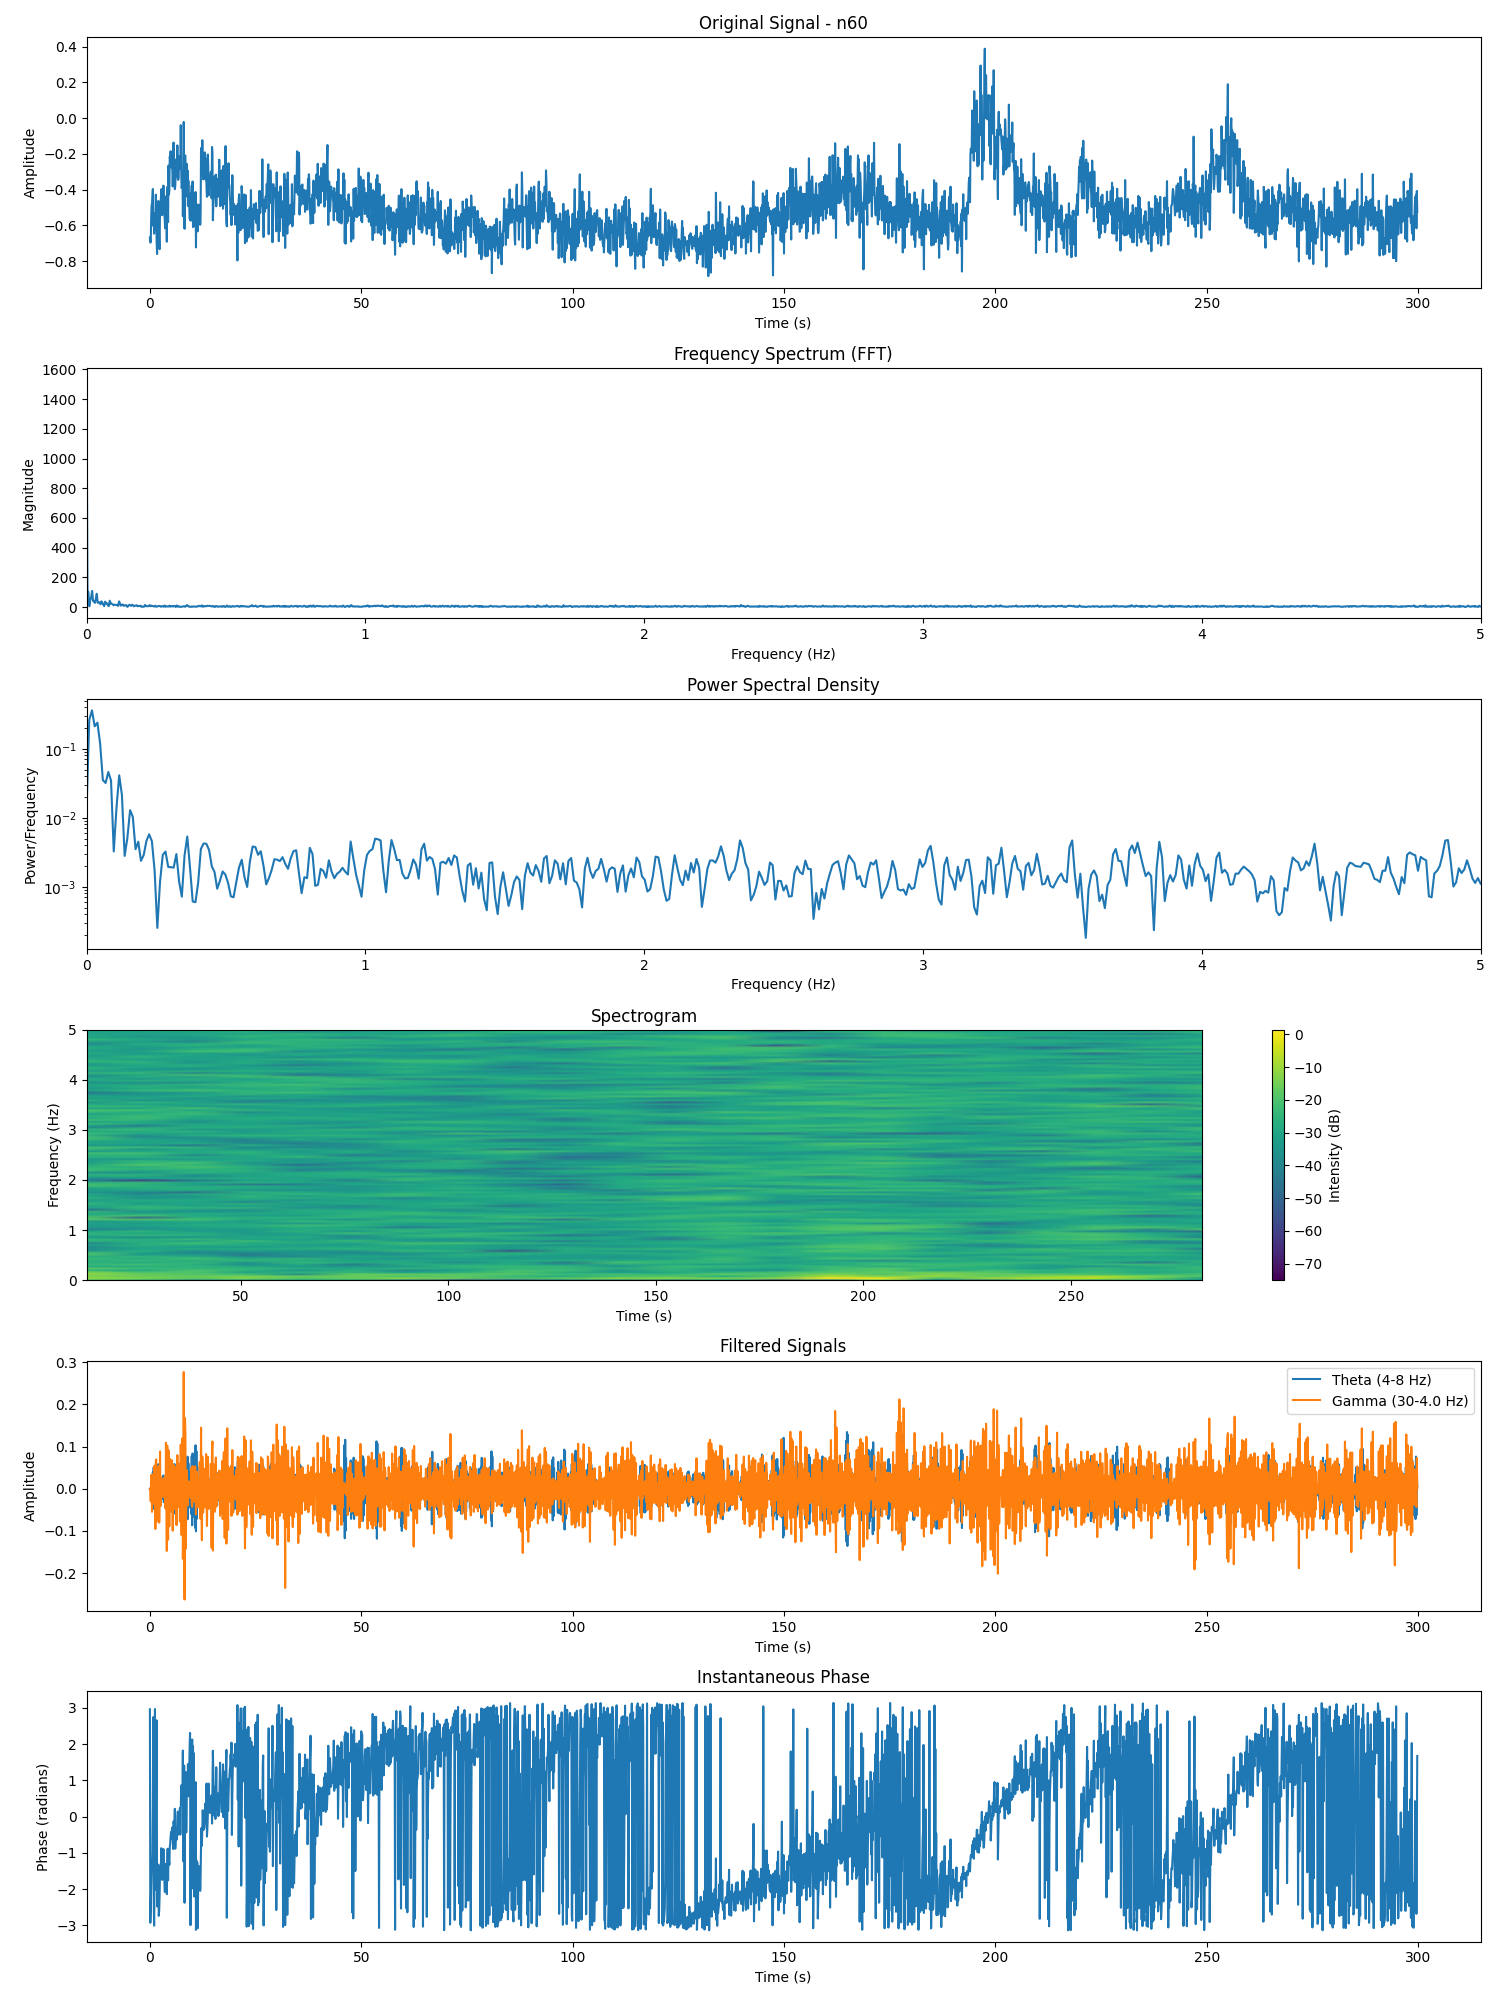 Original Signal - n60
0.4
0.2
0.0
−0.2
−0.4
−0.6
−0.8
Amplitude
0 50 100 150 200 250 300
Time (s)
Frequency Spectrum (FFT)
1600
1400
1200
1000
800
600
400
200
0
Magnitude
0 1 2 3 4 5
Frequency (Hz)
Power Spectral Density
10⁻¹
10⁻²
10⁻³
Power/Frequency
0 1 2 3 4 5
Frequency (Hz)
Spectrogram
5
4
3
2
1
0
Frequency (Hz)
50 100 150 200 250
Time (s)
0
−10
−20
−30
−40
−50
−60
−70
Intensity (dB)
Filtered Signals
0.3
0.2
0.1
0.0
−0.1
−0.2
Amplitude
Theta (4-8 Hz)
Gamma (30-4.0 Hz)
0 50 100 150 200 250 300
Time (s)
Instantaneous Phase
3
2
1
0
−1
−2
−3
Phase (radians)
0 50 100 150 200 250 300
Time (s)